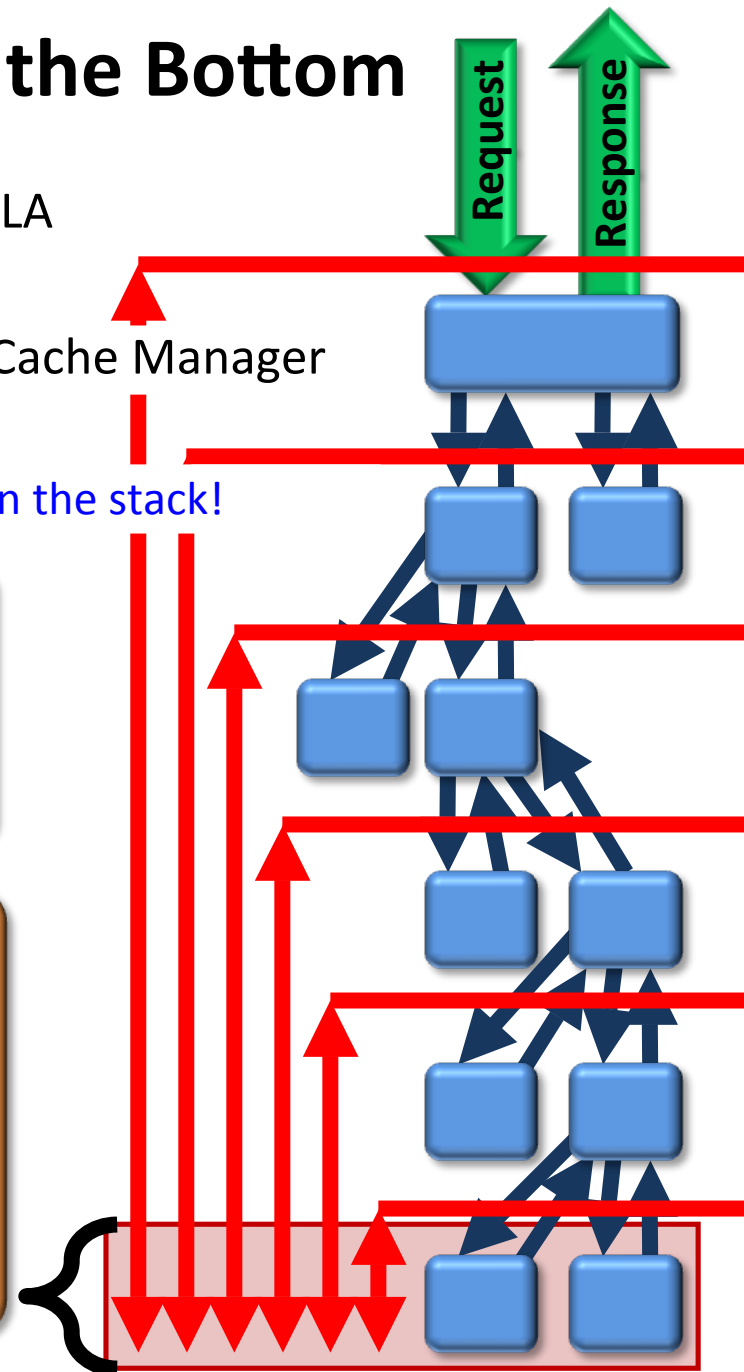 the Bottom
Request
Response
LA
Cache Manager
n the stack!